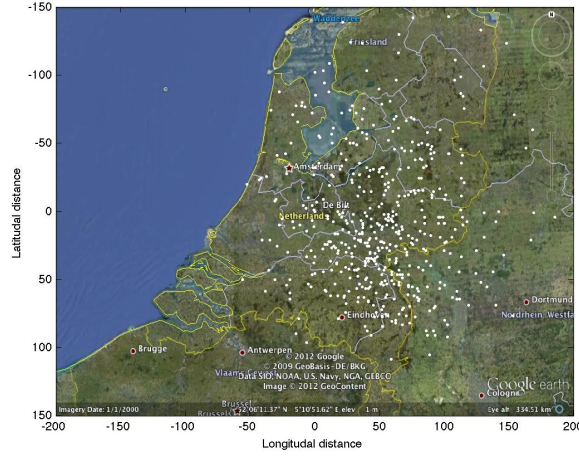 -150
Waddenzee
Friesland
-100
-50
Amsterdam
De Bilt
0
Netherlands
50
Dortmund
Eindhoven
Nordrhein-Westfa
100
Brugge
Antwerpen
© 2012 Google
© 2009 GeoBasis-DE/BKG
Data SIO, NOAA, U.S. Navy, NGA, GEBCO
Image © 2012 GeoContent
Google earth
Cologne
Brussel
Imagery Date: 1/1/2000 52°06'11.37" N 5°10'51.62" E elev 1 m Eye alt 334.51 km
150
-200 -150 -100 -50 0 50 100 150 200
Latitudal distance
Longitudal distance